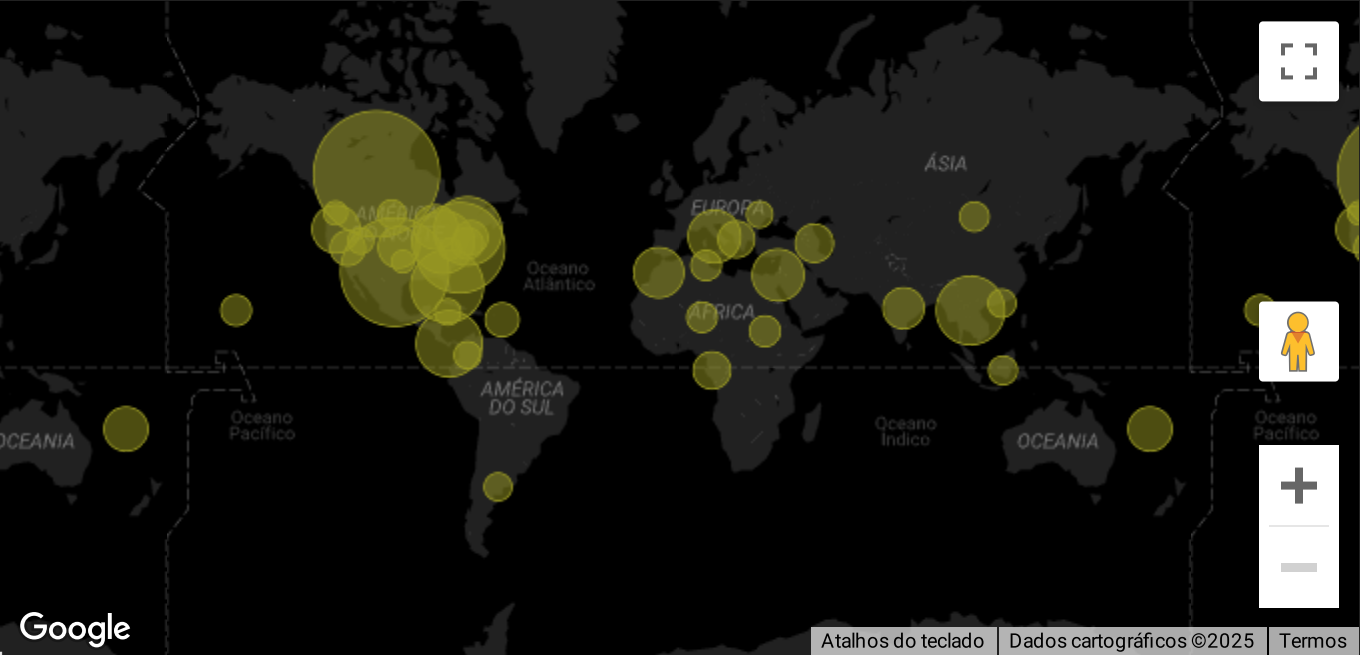 ÁSIA
EUROPA
AMÉRICA
Oceano
Atlântico
ÁFRICA
AMÉRICA
DO SUL
Oceano
Pacífico
Oceano
Índico
OCEANIA
OCEANIA
Oceano
Pacífico
Google
Atalhos do teclado
Dados cartográficos ©2025
Termos